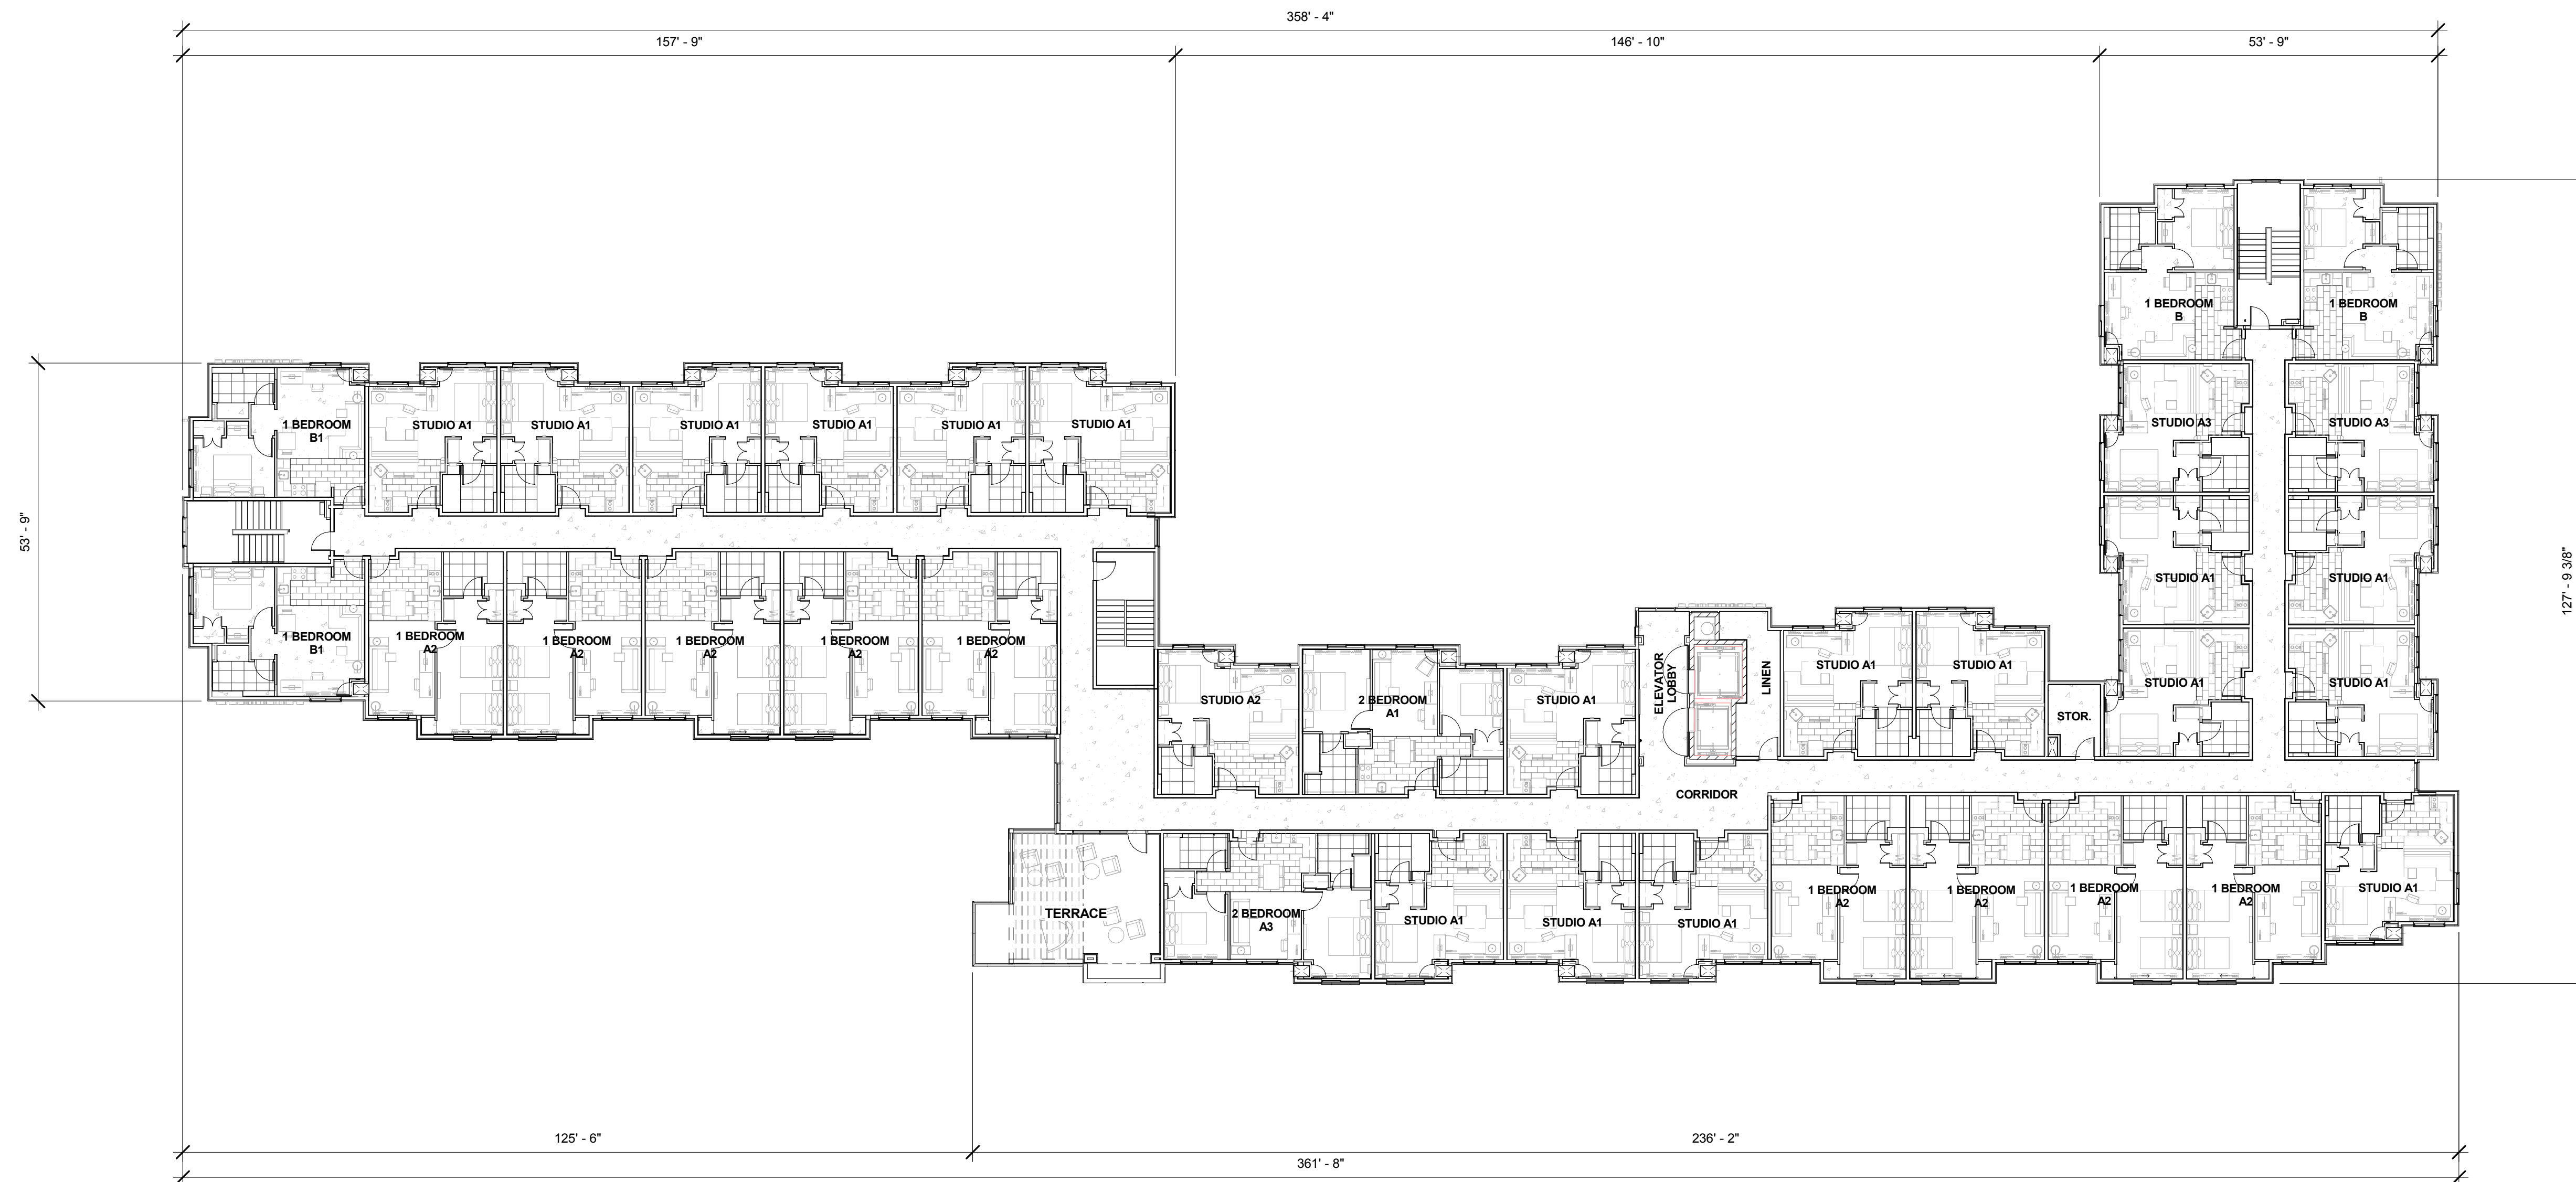 358' - 4"
157' - 9"
146' - 10"
53' - 9"
1 BEDROOM
B
1 BEDROOM
B
127' - 9 3/8"
53' - 9"
1 BEDROOM
B1
STUDIO A1
STUDIO A1
STUDIO A1
STUDIO A1
STUDIO A1
STUDIO A1
STUDIO A3
STUDIO A3
STUDIO A1
STUDIO A1
1 BEDROOM
B1
1 BEDROOM
A2
1 BEDROOM
A2
1 BEDROOM
A2
1 BEDROOM
A2
1 BEDROOM
A2
STUDIO A2
2 BEDROOM
A1
STUDIO A1
ELEVATOR
LOBBY
LINEN
STUDIO A1
STUDIO A1
STOR.
STUDIO A1
STUDIO A1
CORRIDOR
TERRACE
2 BEDROOM
A3
STUDIO A1
STUDIO A1
STUDIO A1
1 BEDROOM
A2
1 BEDROOM
A2
1 BEDROOM
A2
1 BEDROOM
A2
STUDIO A1
125' - 6"
236' - 2"
361' - 8"